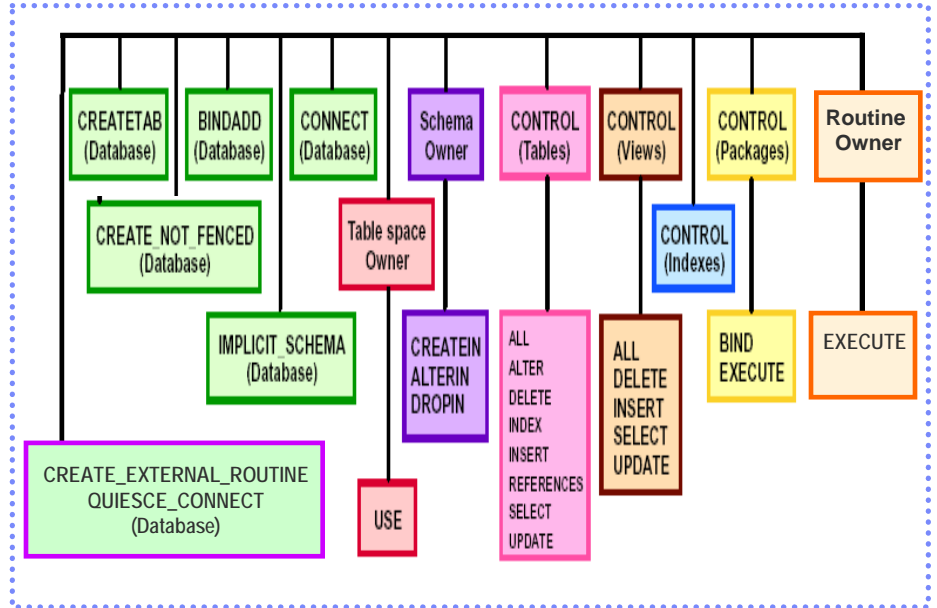 CREATETAB
(Database)
BINDADD
(Database)
CONNECT
(Database)
Schema
Owner
CONTROL
(Tables)
CONTROL
(Views)
CONTROL
(Packages)
Routine
Owner
CREATE_NOT_FENCED
(Database)
Table space
Owner
CONTROL
(Indexes)
IMPLICIT_SCHEMA
(Database)
CREATEIN
ALTERIN
DROPIN
ALL
ALTER
DELETE
INDEX
INSERT
REFERENCES
SELECT
UPDATE
ALL
DELETE
INSERT
SELECT
UPDATE
BIND
EXECUTE
EXECUTE
CREATE_EXTERNAL_ROUTINE
QUIESCE_CONNECT
(Database)
USE